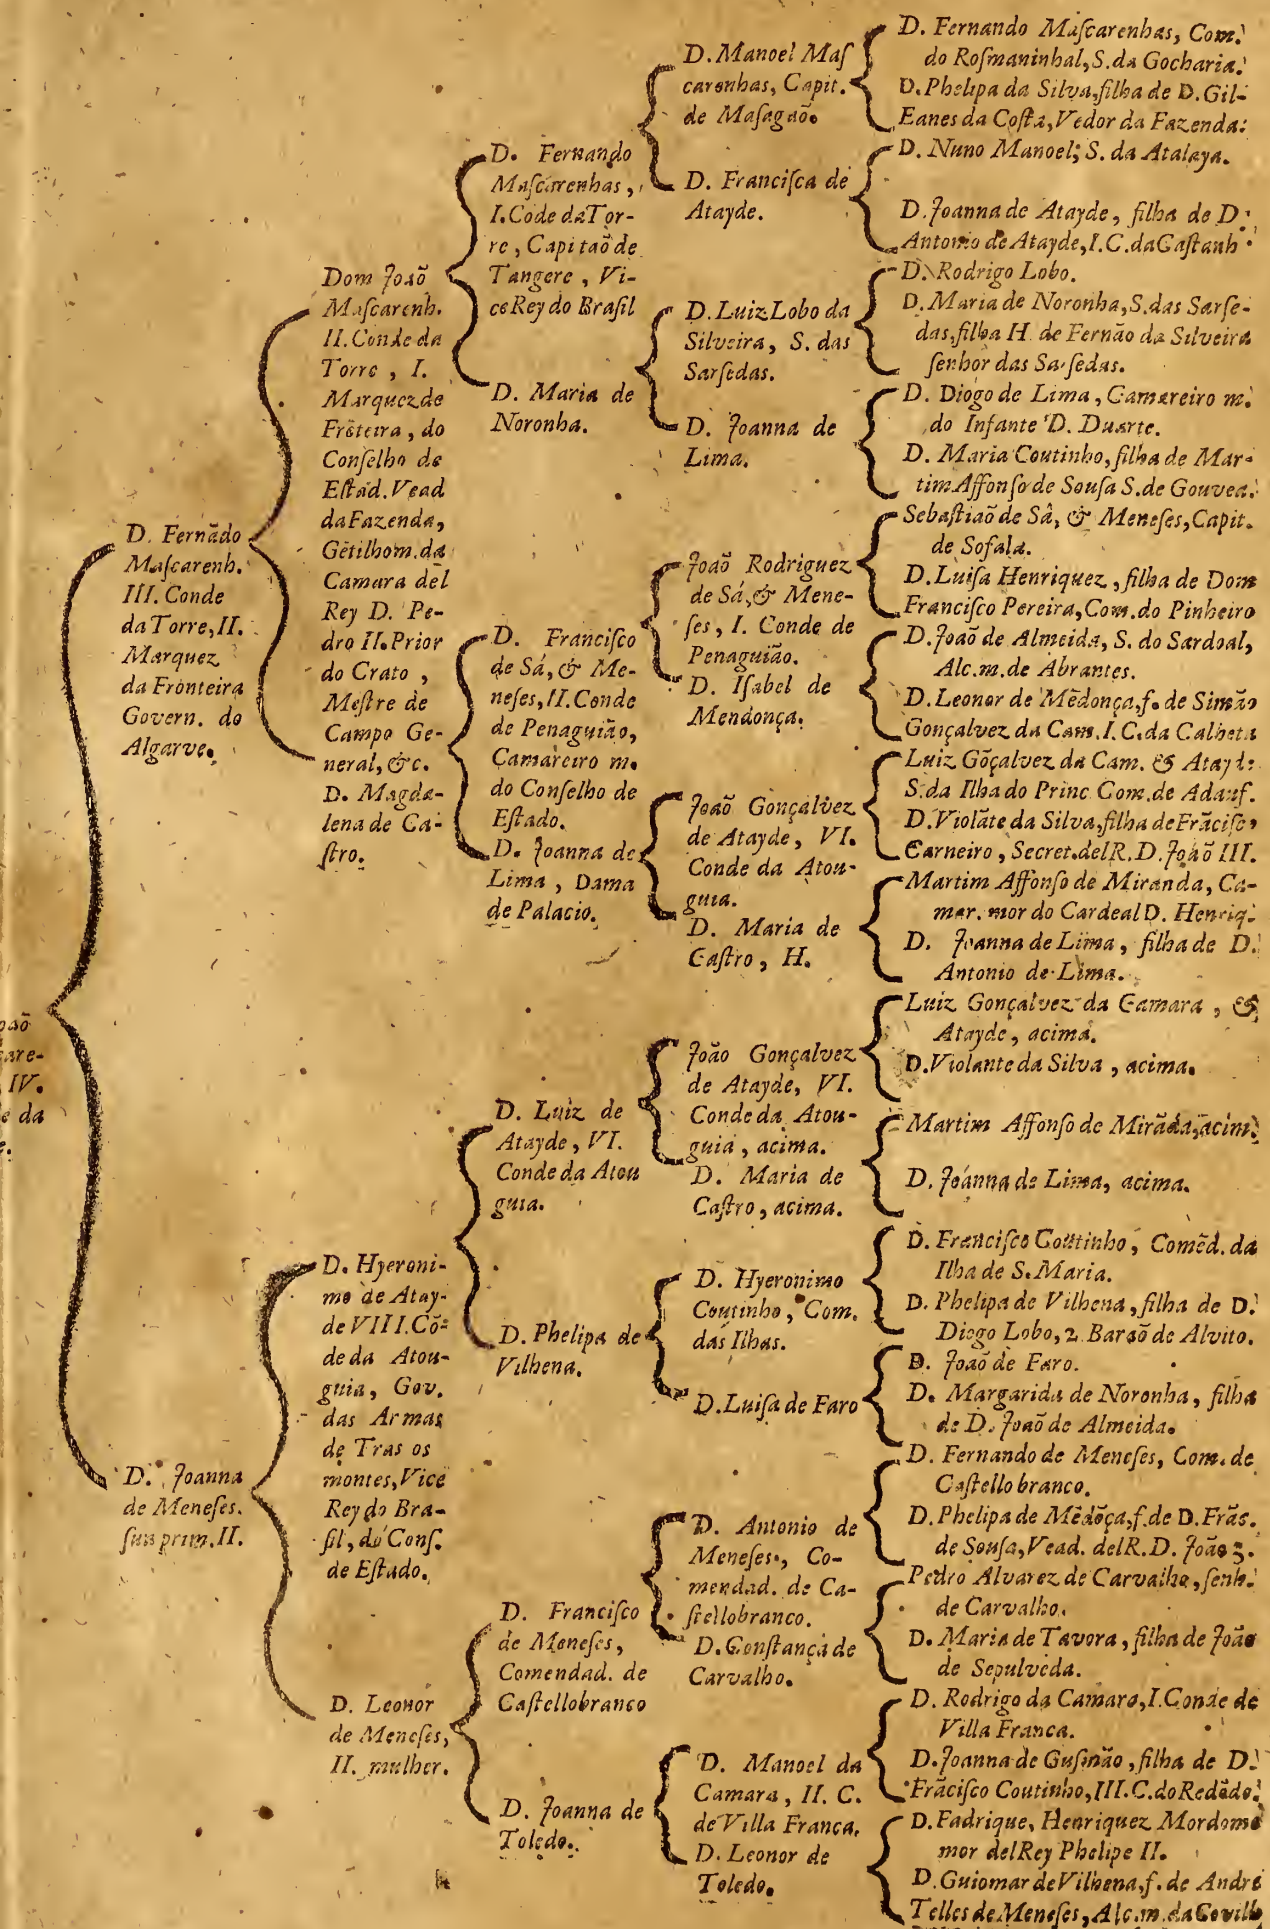 D. Fernãdo
Maſcarenh.
III. Conde
da Torre, II.
Marquez
da Fronteira
Govern. do
Algarve.
D. Joanna
de Meneſes.
ſua prim. II.
Dom Joaõ
Maſcarenh.
II. Conde da
Torre, I.
Marquez de
Frõteira, do
Conſelho de
Eſtad. Vead
da Fazenda,
Gẽtilhom. da
Camara del
Rey D. Pe-
dro II. Prior
do Crato,
Meſtre de
Campo Ge-
neral, &c.
D. Magda-
lena de Ca-
ſtro.
D. Hyeroni-
mo de Atay-
de VIII. Cõ-
de da Atou-
guia, Gov.
das Armas
de Tras os
montes, Vice
Rey do Bra-
ſil, do Conſ.
de Eſtado.
D. Leonor
de Meneſes,
II. mulher.
D. Fernando
Maſcarenhas,
I. Cõde da Tor-
re, Capitaõ de
Tangere, Vi-
ce Rey do Braſil
D. Maria de
Noronha.
D. Franciſco
de Sá, & Me-
neſes, II. Conde
de Penaguião,
Camareiro m.
do Conſelho de
Eſtado.
D. Joanna de
Lima, Dama
de Palacio.
D. Luiz de
Atayde, VI.
Conde da Atou
guia.
D. Phelipa de
Vilhena.
D. Franciſco
de Meneſes,
Comendad. de
Caſtellobranco
D. Joanna de
Toledo.
D. Manoel Maſ
carenhas, Capit.
de Maſagaõ.
D. Franciſca de
Atayde.
D. Luiz Lobo da
Silveira, S. das
Sarſedas.
D. Joanna de
Lima.
Joaõ Rodriguez
de Sá, & Mene-
ſes, I. Conde de
Penaguião.
D. Iſabel de
Mendonça.
Joaõ Gonçalvez
de Atayde, VI.
Conde da Atou-
guia.
D. Maria de
Caſtro, H.
João Gonçalvez
de Atayde, VI.
Conde da Atou-
guia, acima.
D. Maria de
Caſtro, acima.
D. Hyeronimo
Coutinho, Com.
das Ilhas.
D. Luiſa de Faro
D. Antonio de
Meneſes, Co-
mendad. de Ca-
ſtellobranco.
D. Conſtança de
Carvalho.
D. Manoel da
Camara, II. C.
de Villa Franca.
D. Leonor de
Toledo.
D. Fernando Maſcarenhas, Com.
do Roſmaninhal, S. da Gocharia.
D. Phelipa da Silva, filha de D. Gil-
Eanes da Coſta, Vedor da Fazenda.
D. Nuno Manoel, S. da Atalaya.
D. Joanna de Atayde, filha de D.
Antonio de Atayde, I. C. da Caſtanh.
D. Rodrigo Lobo.
D. Maria de Noronha, S. das Sarſe-
das, filha H. de Fernão da Silveira
ſenhor das Sarſedas.
D. Diogo de Lima, Camareiro m.
do Infante D. Duarte.
D. Maria Coutinho, filha de Mar-
tim Affonſo de Souſa S. de Gouvea.
Sebaſtiaõ de Sâ, & Meneſes, Capit.
de Sofala.
D. Luiſa Henriquez, filha de Dom
Franciſco Pereira, Com. do Pinheiro
D. Joaõ de Almeida, S. do Sardoal,
Alc. m. de Abrantes.
D. Leonor de Mẽdonça, f. de Simão
Gonçalvez da Cam. I. C. da Calheta
Luiz Gõçalvez da Cam. & Atayd.
S. da Ilha do Princ. Com. de Adauf.
D. Violãte da Silva, filha de Frãciſco
Carneiro, Secret. del R. D. Joaõ III.
Martim Affonſo de Miranda, Ca-
mar. mor do Cardeal D. Henriq.
D. Joanna de Lima, filha de D.
Antonio de Lima.
Luiz Gonçalvez da Camara, &
Atayde, acima.
D. Violante da Silva, acima.
Martim Affonſo de Mirãda, acim.
D. Joanna de Lima, acima.
D. Franciſco Coutinho, Comẽd. da
Ilha de S. Maria.
D. Phelipa de Vilhena, filha de D.
Diogo Lobo, 2. Baraõ de Alvito.
D. Joaõ de Faro.
D. Margarida de Noronha, filha
de D. Joaõ de Almeida.
D. Fernando de Meneſes, Com. de
Caſtellobranco.
D. Phelipa de Mẽdõça, f. de D. Frãc.
de Souſa, Vead. del R. D. João 3.
Pedro Alvarez de Carvalho, ſenh.
de Carvalho.
D. Maria de Tavora, filha de João
de Sepulveda.
D. Rodrigo da Camara, I. Conde de
Villa Franca.
D. Joanna de Guſmão, filha de D.
Frãciſco Coutinho, III. C. do Redõdo.
D. Fadrique, Henriquez Mordomo
mor del Rey Phelipe II.
D. Guiomar de Vilhena, f. de Andre
Telles de Meneſes, Alc. m. da Covilh